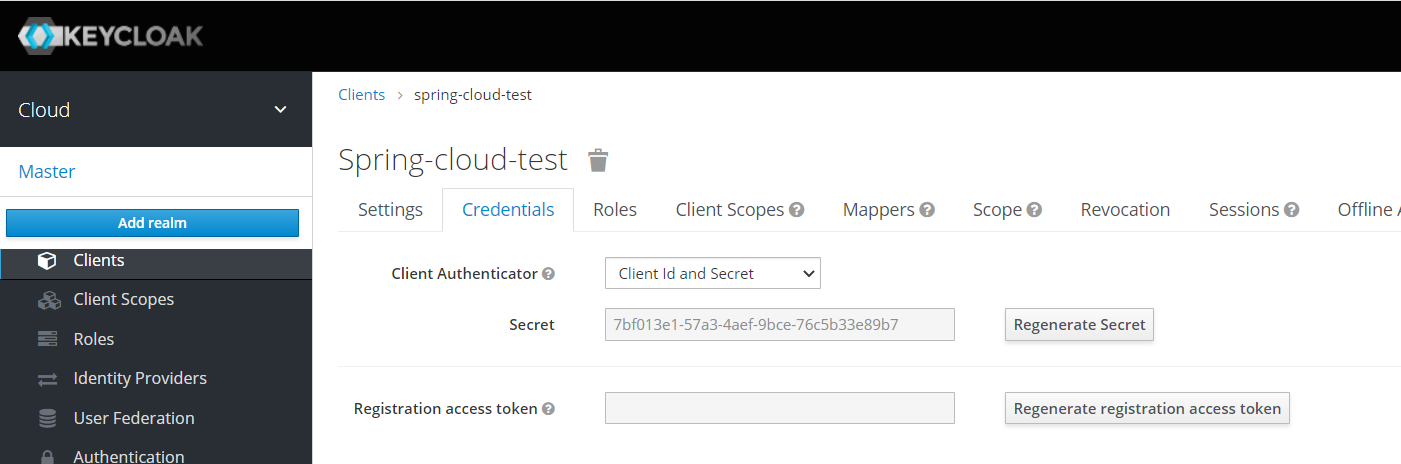 KEYCLOAK
Cloud
Master
Add realm
Clients
Client Scopes
Roles
Identity Providers
User Federation
Authentication
Clients > spring-cloud-test
Spring-cloud-test
Settings Credentials Roles Client Scopes ? Mappers ? Scope ? Revocation Sessions ? Offline A
Client Authenticator ? Client Id and Secret
Secret 7bf013e1-57a3-4aef-9bce-76c5b33e89b7 Regenerate Secret
Registration access token ? Regenerate registration access token